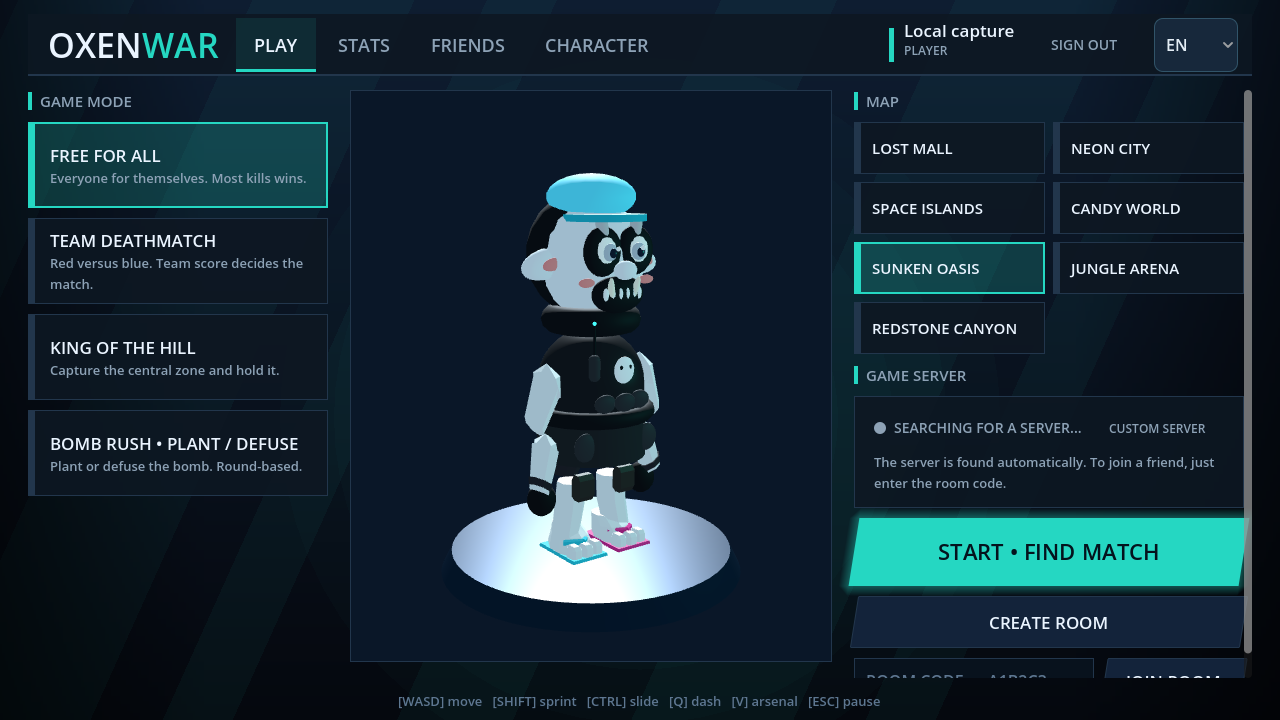 OXENWAR
PLAY
STATS
FRIENDS
CHARACTER
Local capture
PLAYER
SIGN OUT
EN
GAME MODE
FREE FOR ALL
Everyone for themselves. Most kills wins.
TEAM DEATHMATCH
Red versus blue. Team score decides the
match.
KING OF THE HILL
Capture the central zone and hold it.
BOMB RUSH • PLANT / DEFUSE
Plant or defuse the bomb. Round-based.
MAP
LOST MALL
NEON CITY
SPACE ISLANDS
CANDY WORLD
SUNKEN OASIS
JUNGLE ARENA
REDSTONE CANYON
GAME SERVER
SEARCHING FOR A SERVER...
CUSTOM SERVER
The server is found automatically. To join a friend, just
enter the room code.
START • FIND MATCH
CREATE ROOM
JOIN ROOM
[WASD] move [SHIFT] sprint [CTRL] slide [Q] dash [V] arsenal [ESC] pause